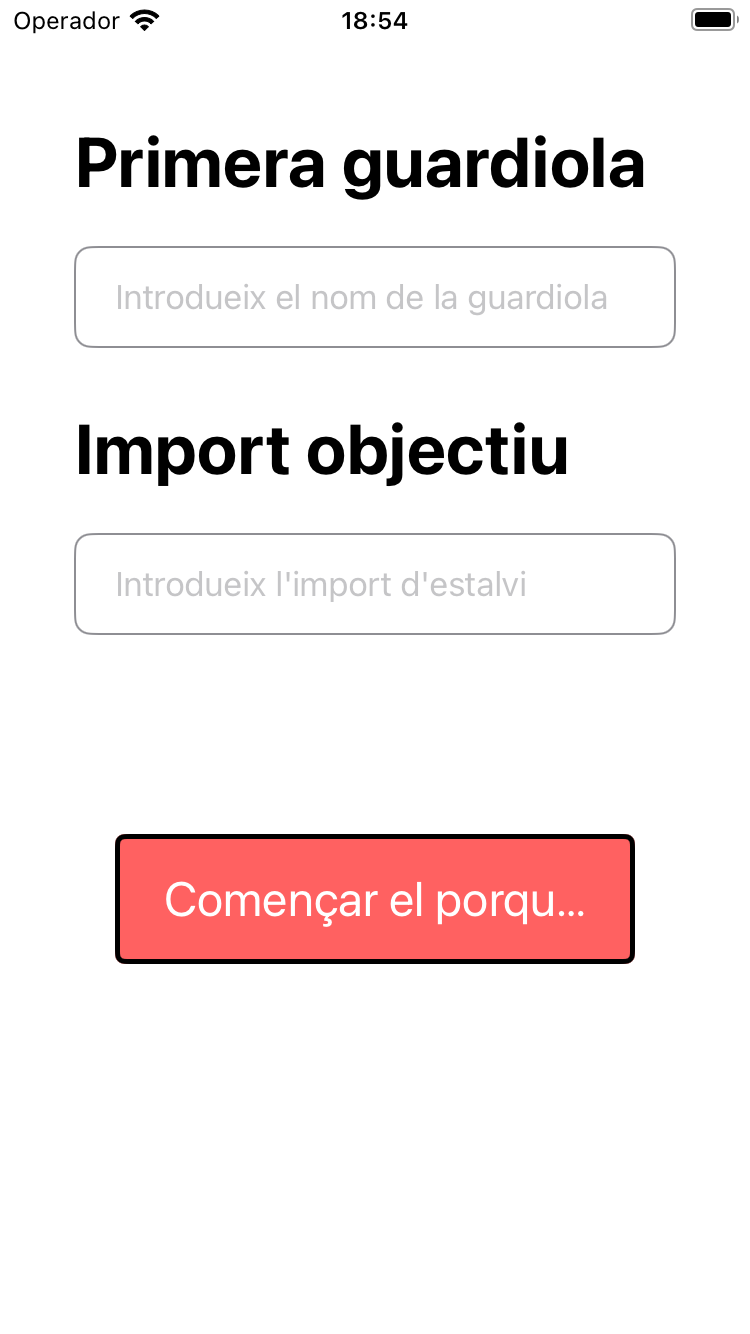 Operador 18:54
Primera guardiola
Introdueix el nom de la guardiola
Import objectiu
Introdueix l'import d'estalvi
Començar el porqu...